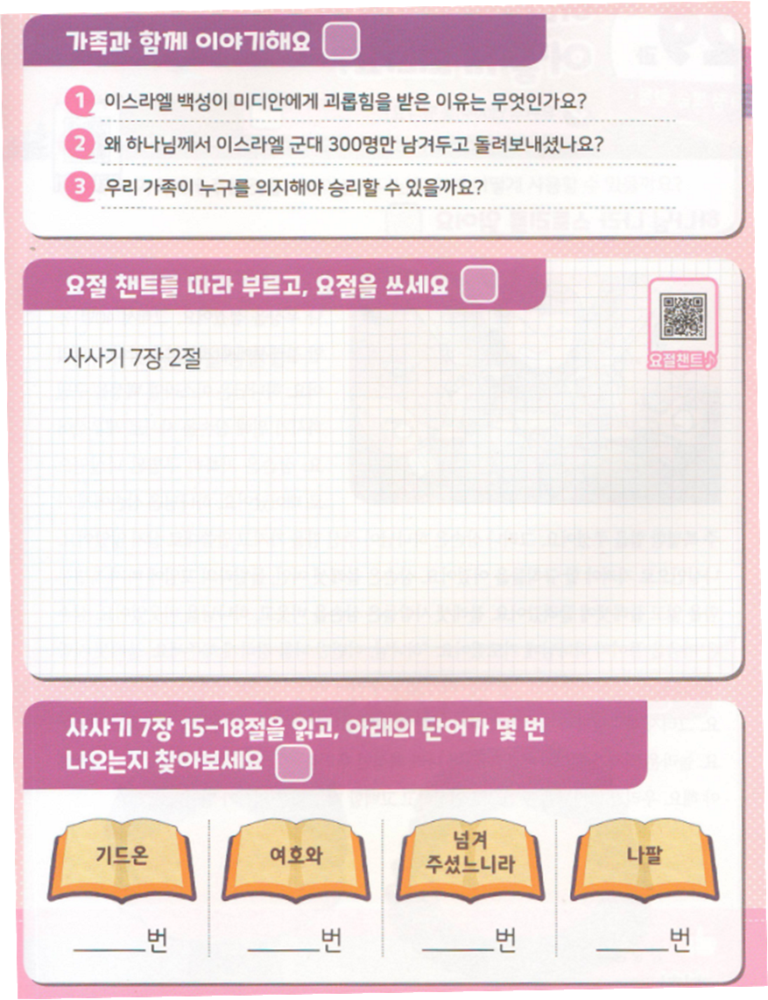 가족과 함께 이야기해요
1 이스라엘 백성이 미디안에게 괴롭힘을 받은 이유는 무엇인가요?
2 왜 하나님께서 이스라엘 군대 300명만 남겨두고 돌려보내셨나요?
3 우리 가족이 누구를 의지해야 승리할 수 있을까요?
요절 챈트를 따라 부르고, 요절을 쓰세요
요절챈트♪
사사기 7장 2절
사사기 7장 15-18절을 읽고, 아래의 단어가 몇 번
나오는지 찾아보세요
기드온
여호와
넘겨
주셨느니라
나팔
______번
______번
______번
______번